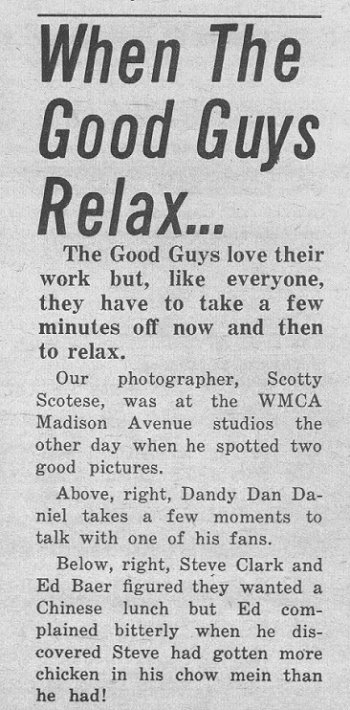 When The
Good Guys
Relax...
The Good Guys love their
work but, like everyone,
they have to take a few
minutes off now and then
to relax.
Our photographer, Scotty
Scotese, was at the WMCA
Madison Avenue studios the
other day when he spotted two
good pictures.
Above, right, Dandy Dan Da-
niel takes a few moments to
talk with one of his fans.
Below, right, Steve Clark and
Ed Baer figured they wanted a
Chinese lunch but Ed com-
plained bitterly when he dis-
covered Steve had gotten more
chicken in his chow mein than
he had!